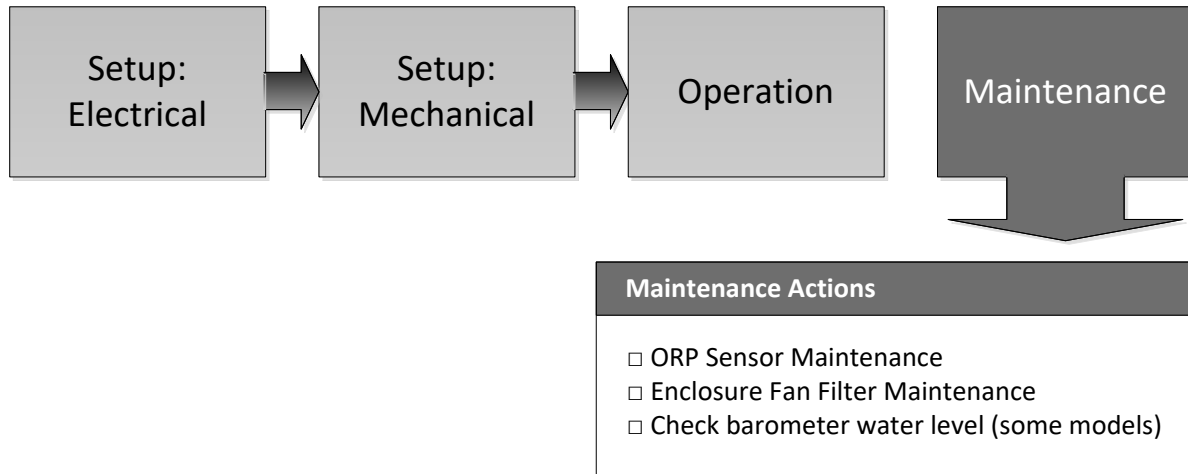 Setup:
Electrical
Setup:
Mechanical
Operation
Maintenance
Maintenance Actions
□ ORP Sensor Maintenance
□ Enclosure Fan Filter Maintenance
□ Check barometer water level (some models)